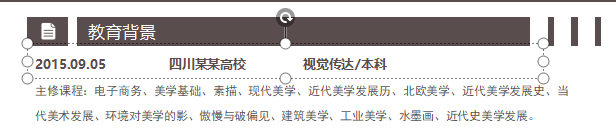 教育背景
2015.09.05 四川某某高校 视觉传达/本科
主修课程：电子商务、美学基础、素描、现代美学、近代美学发展历、北欧美学、近代美学发展史、当
代美术发展、环境对美学的影、傲慢与破偏见、建筑美学、工业美学、水墨画、近代史美学发展。